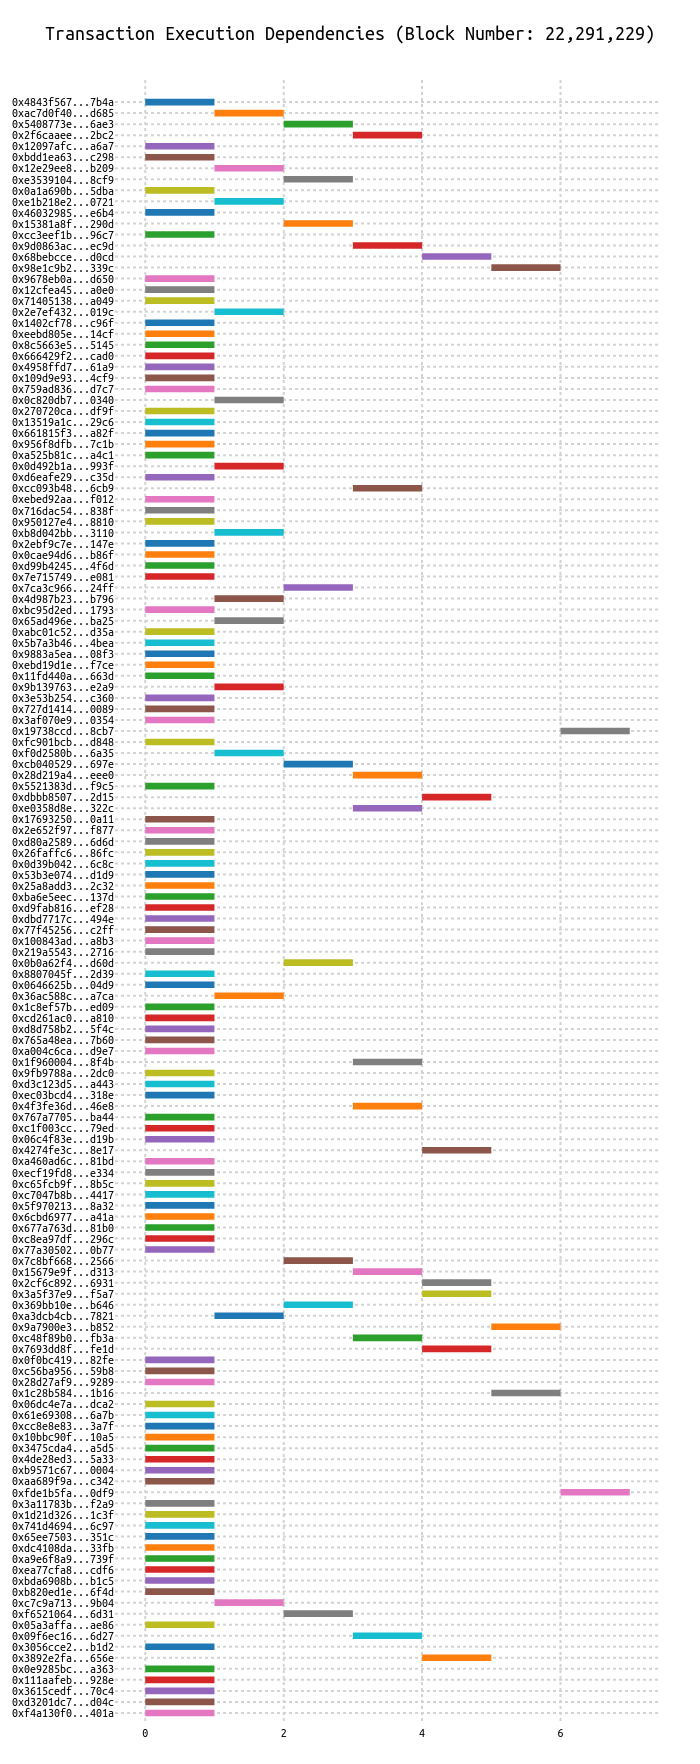 Transaction Execution Dependencies (Block Number: 22,291,229)
0x4843f567...7b4a
0xac7d0f40...d685
0x5408773e...6ae3
0x2f6caaee...2bc2
0x12097afc...a6a7
0xbdd1ea63...c298
0x12e29ee8...b209
0xe3539104...8cf9
0x0a1a690b...5dba
0xe1b218e2...0721
0x46032985...e6b4
0x15381a8f...290d
0xcc3eef1b...96c7
0x9d0863ac...ec9d
0x68bebcce...d0cd
0x98e1c9b2...339c
0x9678eb0a...d650
0x12cfea45...a0e0
0x71405138...a049
0x2e7ef432...019c
0x1402cf78...c96f
0xeebd805e...14cf
0x8c5663e5...5145
0x666429f2...cad0
0x4958ffd7...61a9
0x109d9e93...4cf9
0x759ad836...d7c7
0x0c820db7...0340
0x270720ca...df9f
0x13519a1c...29c6
0x661815f3...a82f
0x956f8dfb...7c1b
0xa525b81c...a4c1
0x0d492b1a...993f
0xd6eafe29...c35d
0xcc093b48...6cb9
0xebed92aa...f012
0x716dac54...838f
0x950127e4...8810
0xb8d042bb...3110
0x2ebf9c7e...147e
0x0cae94d6...b86f
0xd99b4245...4f6d
0x7e715749...e081
0x7ca3c966...24ff
0x4d987b23...b796
0xbc95d2ed...1793
0x65ad496e...ba25
0xabc01c52...d35a
0x5b7a3b46...4bea
0x9883a5ea...08f3
0xebd19d1e...f7ce
0x11fd440a...663d
0x9b139763...e2a9
0x3e53b254...c360
0x727d1414...0089
0x3af070e9...0354
0x19738ccd...8cb7
0xfc901bcb...d848
0xf0d2580b...6a35
0xcb040529...697e
0x28d219a4...eee0
0x5521383d...f9c5
0xdbbb8507...2d15
0xe0358d8e...322c
0x17693250...0a11
0x2e652f97...f877
0xd80a2589...6d6d
0x26faffc6...86fc
0x0d39b042...6c8c
0x53b3e074...d1d9
0x25a8add3...2c32
0xba6e5eec...137d
0xd9fab816...ef28
0xdbd7717c...494e
0x77f45256...c2ff
0x100843ad...a8b3
0x219a5543...2716
0x0b0a62f4...d60d
0x8807045f...2d39
0x0646625b...04d9
0x36ac588c...a7ca
0x1c8ef57b...ed09
0xcd261ac0...a810
0xd8d758b2...5f4c
0x765a48ea...7b60
0xa004c6ca...d9e7
0x1f960004...8f4b
0x9fb9788a...2dc0
0xd3c123d5...a443
0xec03bcd4...318e
0x4f3fe36d...46e8
0x767a7705...ba44
0xc1f003cc...79ed
0x06c4f83e...d19b
0x4274fe3c...8e17
0xa460ad6c...81bd
0xecf19fd8...e334
0xc65fcb9f...8b5c
0xc7047b8b...4417
0x5f970213...8a32
0x6cbd6977...a41a
0x677a763d...81b0
0xc8ea97df...296c
0x77a30502...0b77
0x7c8bf668...2566
0x15679e9f...d313
0x2cf6c892...6931
0x3a5f37e9...f5a7
0x369bb10e...b646
0xa3dcb4cb...7821
0x9a7900e3...b852
0xc48f89b0...fb3a
0x7693dd8f...fe1d
0x0f0bc419...82fe
0xc56ba956...59b8
0x28d27af9...9289
0x1c28b584...1b16
0x06dc4e7a...dca2
0x61e69308...6a7b
0xcc8e8e83...3a7f
0x10bbc90f...10a5
0x3475cda4...a5d5
0x4de28ed3...5a33
0xb9571c67...0004
0xaa689f9a...c342
0xfde1b5fa...0df9
0x3a11783b...f2a9
0x1d21d326...1c3f
0x741d4694...6c97
0x65ee7503...351c
0xdc4108da...33fb
0xa9e6f8a9...739f
0xea77cfa8...cdf6
0xbda6908b...b1c5
0xb820ed1e...6f4d
0xc7c9a713...9b04
0xf6521064...6d31
0x05a3affa...ae86
0x09f6ec16...6d27
0x3056cce2...b1d2
0x3892e2fa...656e
0x0e9285bc...a363
0x111aafeb...928e
0x3615cedf...70c4
0xd3201dc7...d04c
0xf4a130f0...401a
0 2 4 6